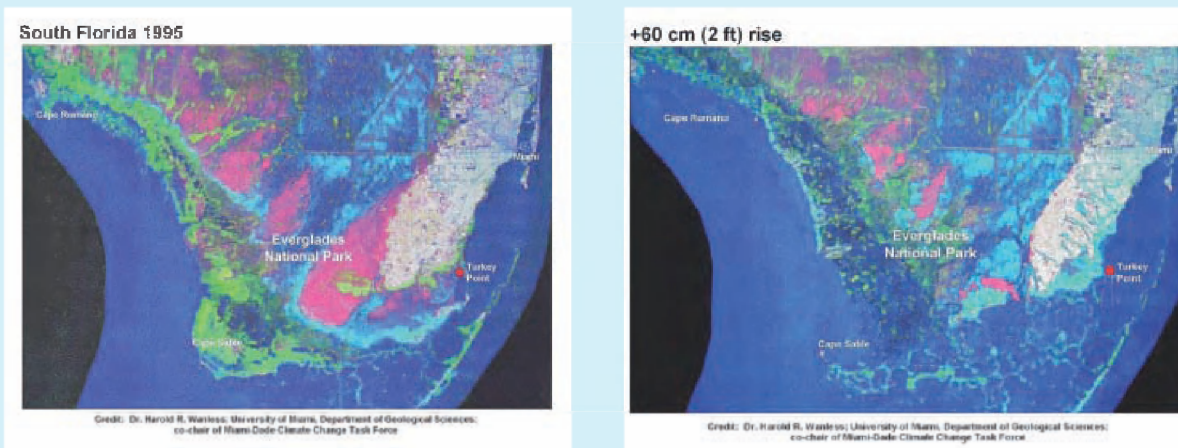 South Florida 1995
Cape Romano
Miami
Everglades
National Park
Turkey
Point
Cape Sable
Credit: Dr. Harold R. Wanless; University of Miami, Department of Geological Sciences;
co-chair of Miami-Dade Climate Change Task Force
+60 cm (2 ft) rise
Cape Romano
Miami
Everglades
National Park
Turkey
Point
Cape Sable
Credit: Dr. Harold R. Wanless; University of Miami, Department of Geological Sciences;
co-chair of Miami-Dade Climate Change Task Force